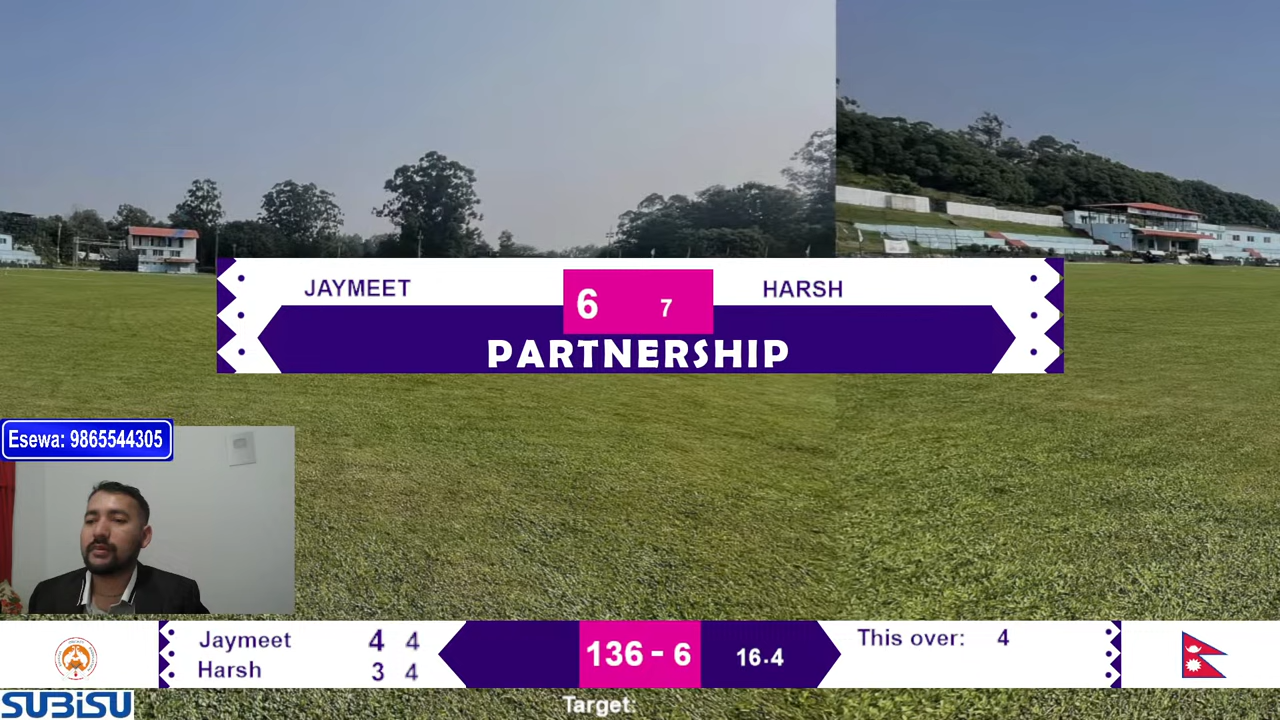 JAYMEET 6 7 HARSH
PARTNERSHIP
Esewa: 9865544305
Jaymeet 4 4
Harsh 3 4
136 - 6 16.4
This over: 4
SUBISU
Target: